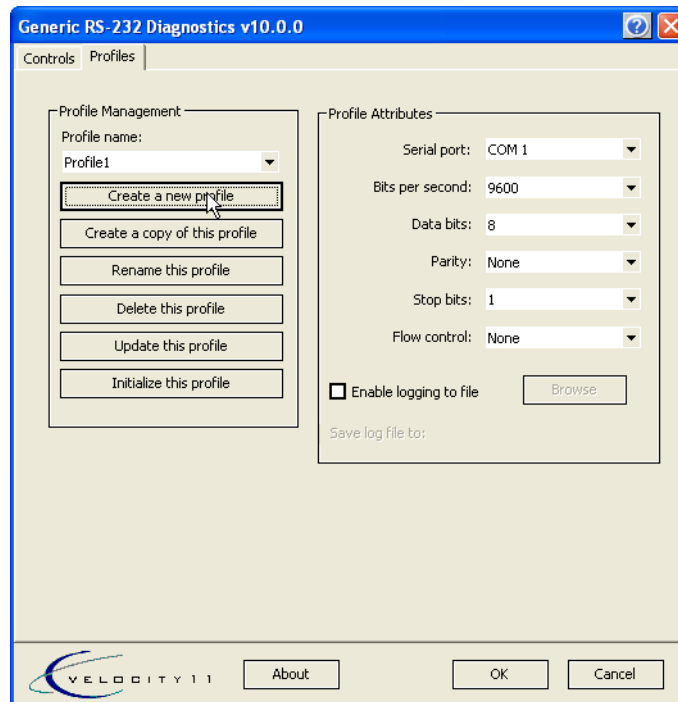 Generic RS-232 Diagnostics v10.0.0
Controls Profiles
Profile Management
Profile name:
Profile1
Create a new profile
Create a copy of this profile
Rename this profile
Delete this profile
Update this profile
Initialize this profile
Profile Attributes
Serial port: COM 1
Bits per second: 9600
Data bits: 8
Parity: None
Stop bits: 1
Flow control: None
Enable logging to file Browse
Save log file to:
VELOCITY11 About OK Cancel